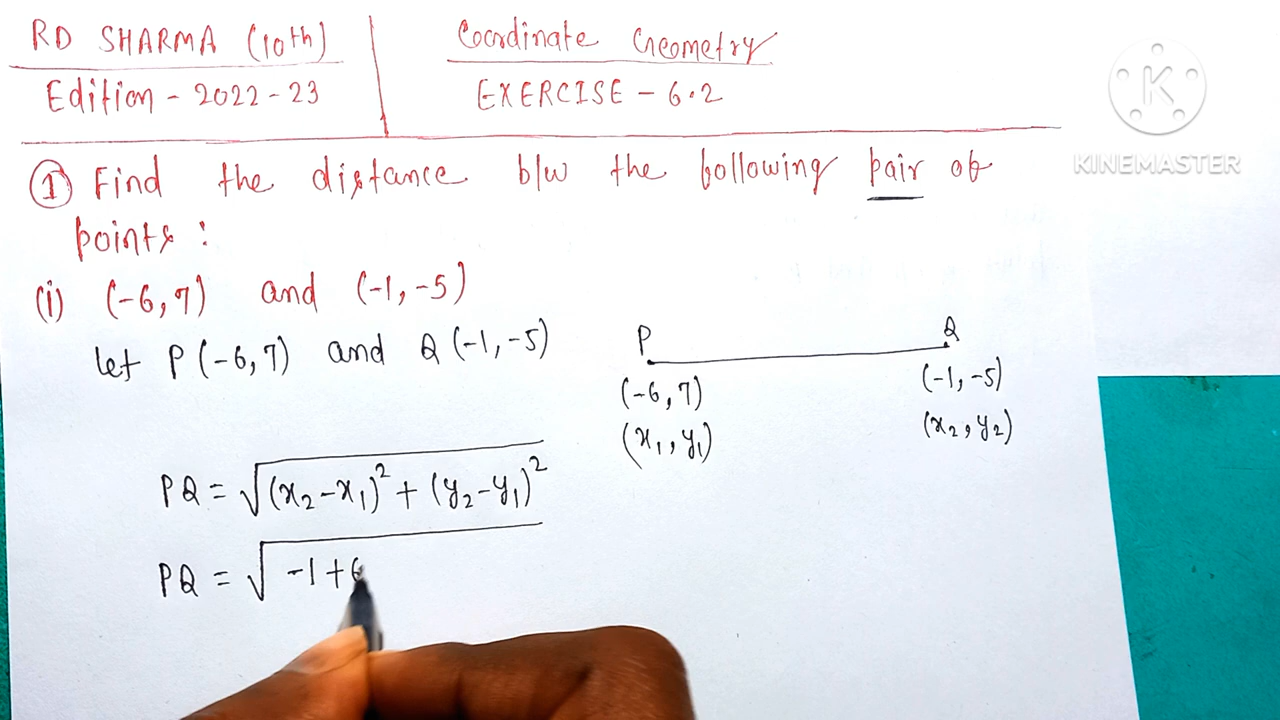 RD SHARMA (10th)
Edition - 2022-23
Coordinate Geometry
EXERCISE - 6.2
K
KINEMASTER
① Find the distance b/w the following pair of
points :
(i) (-6, 7) and (-1, -5)
let P (-6, 7) and Q (-1, -5)
P Q
(-6, 7) (-1, -5)
(x₁, y₁) (x₂, y₂)
PQ = √(x₂-x₁)² + (y₂-y₁)²
PQ = √-1+6